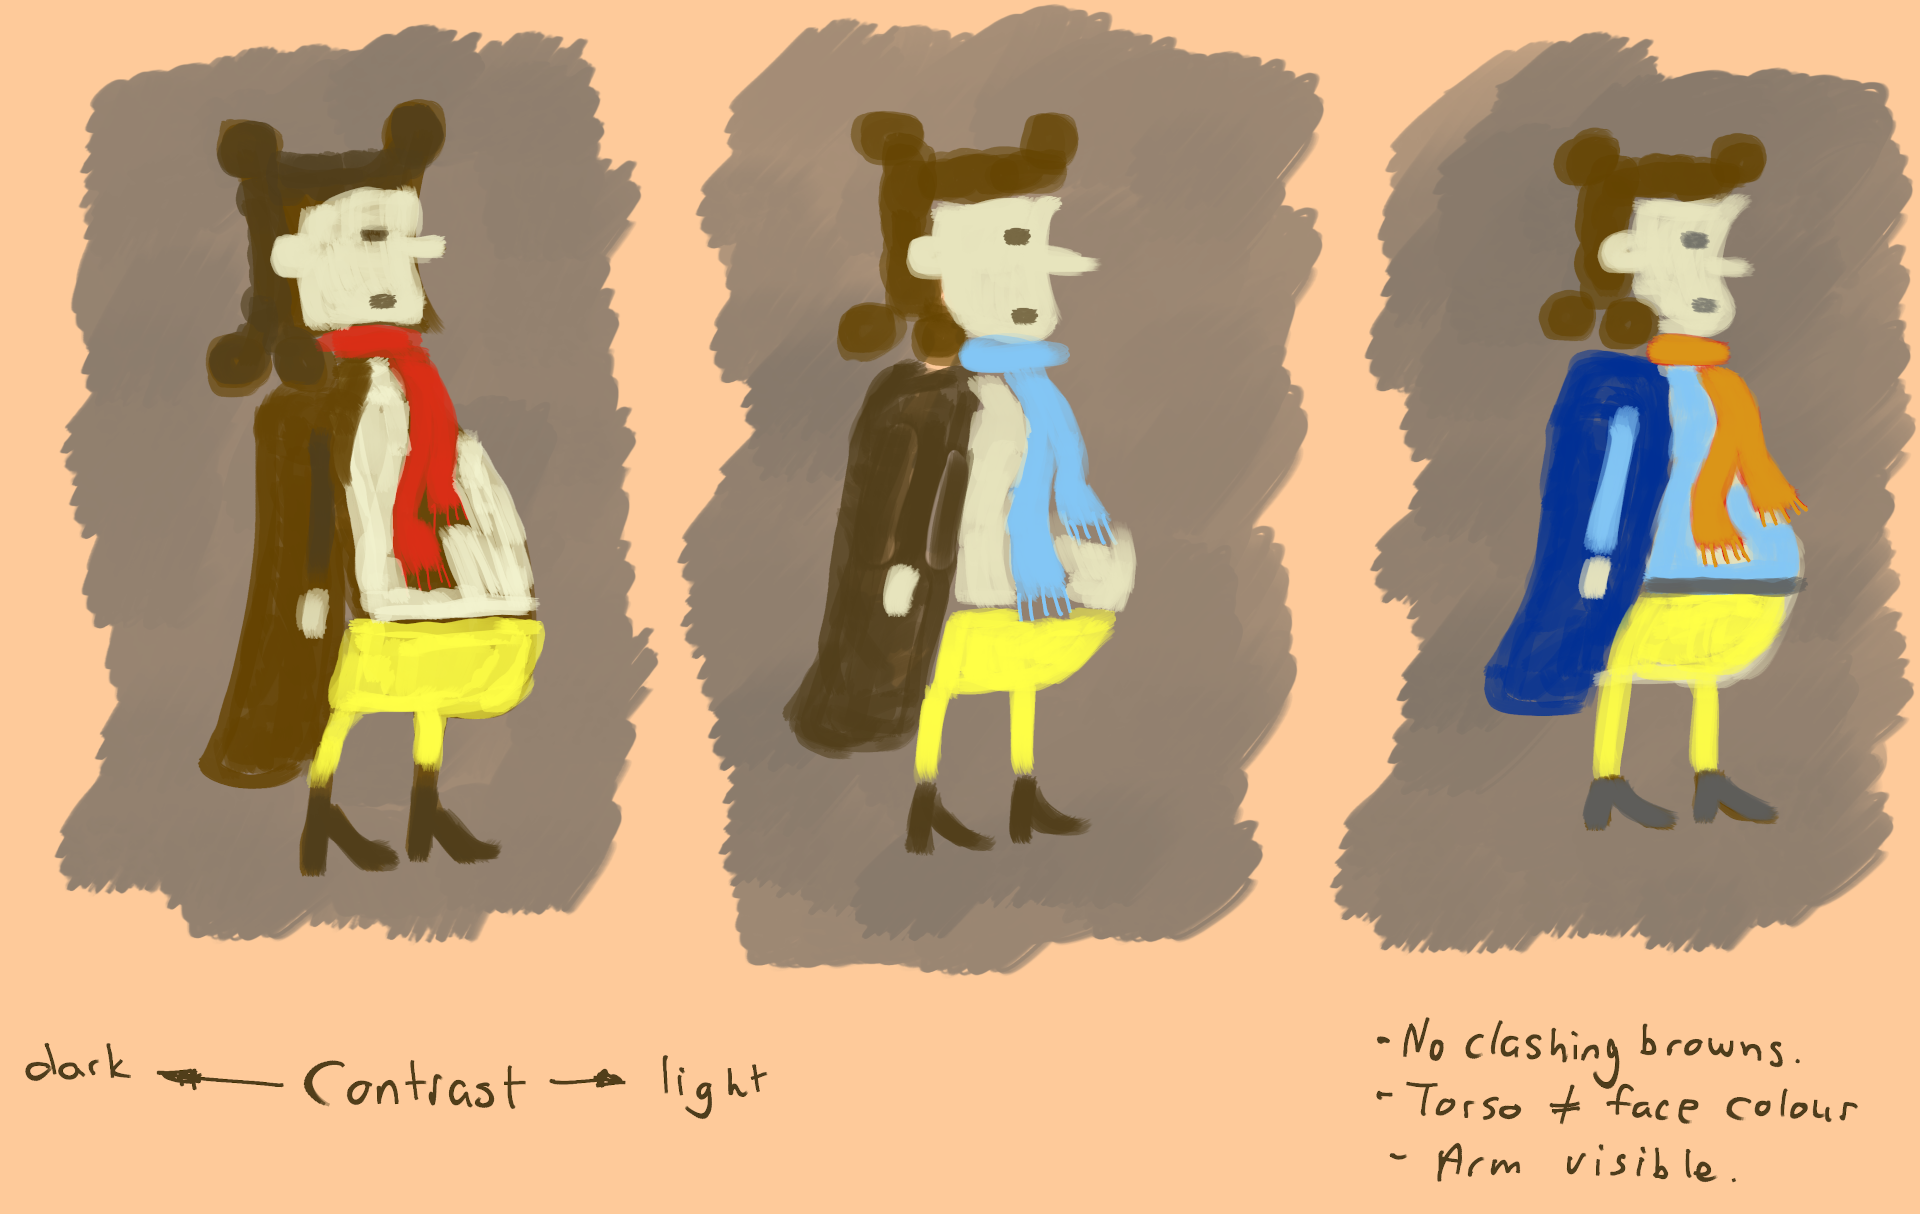 dark ← Contrast → light
- No clashing browns.
- Torso ≠ face colour
- Arm visible.